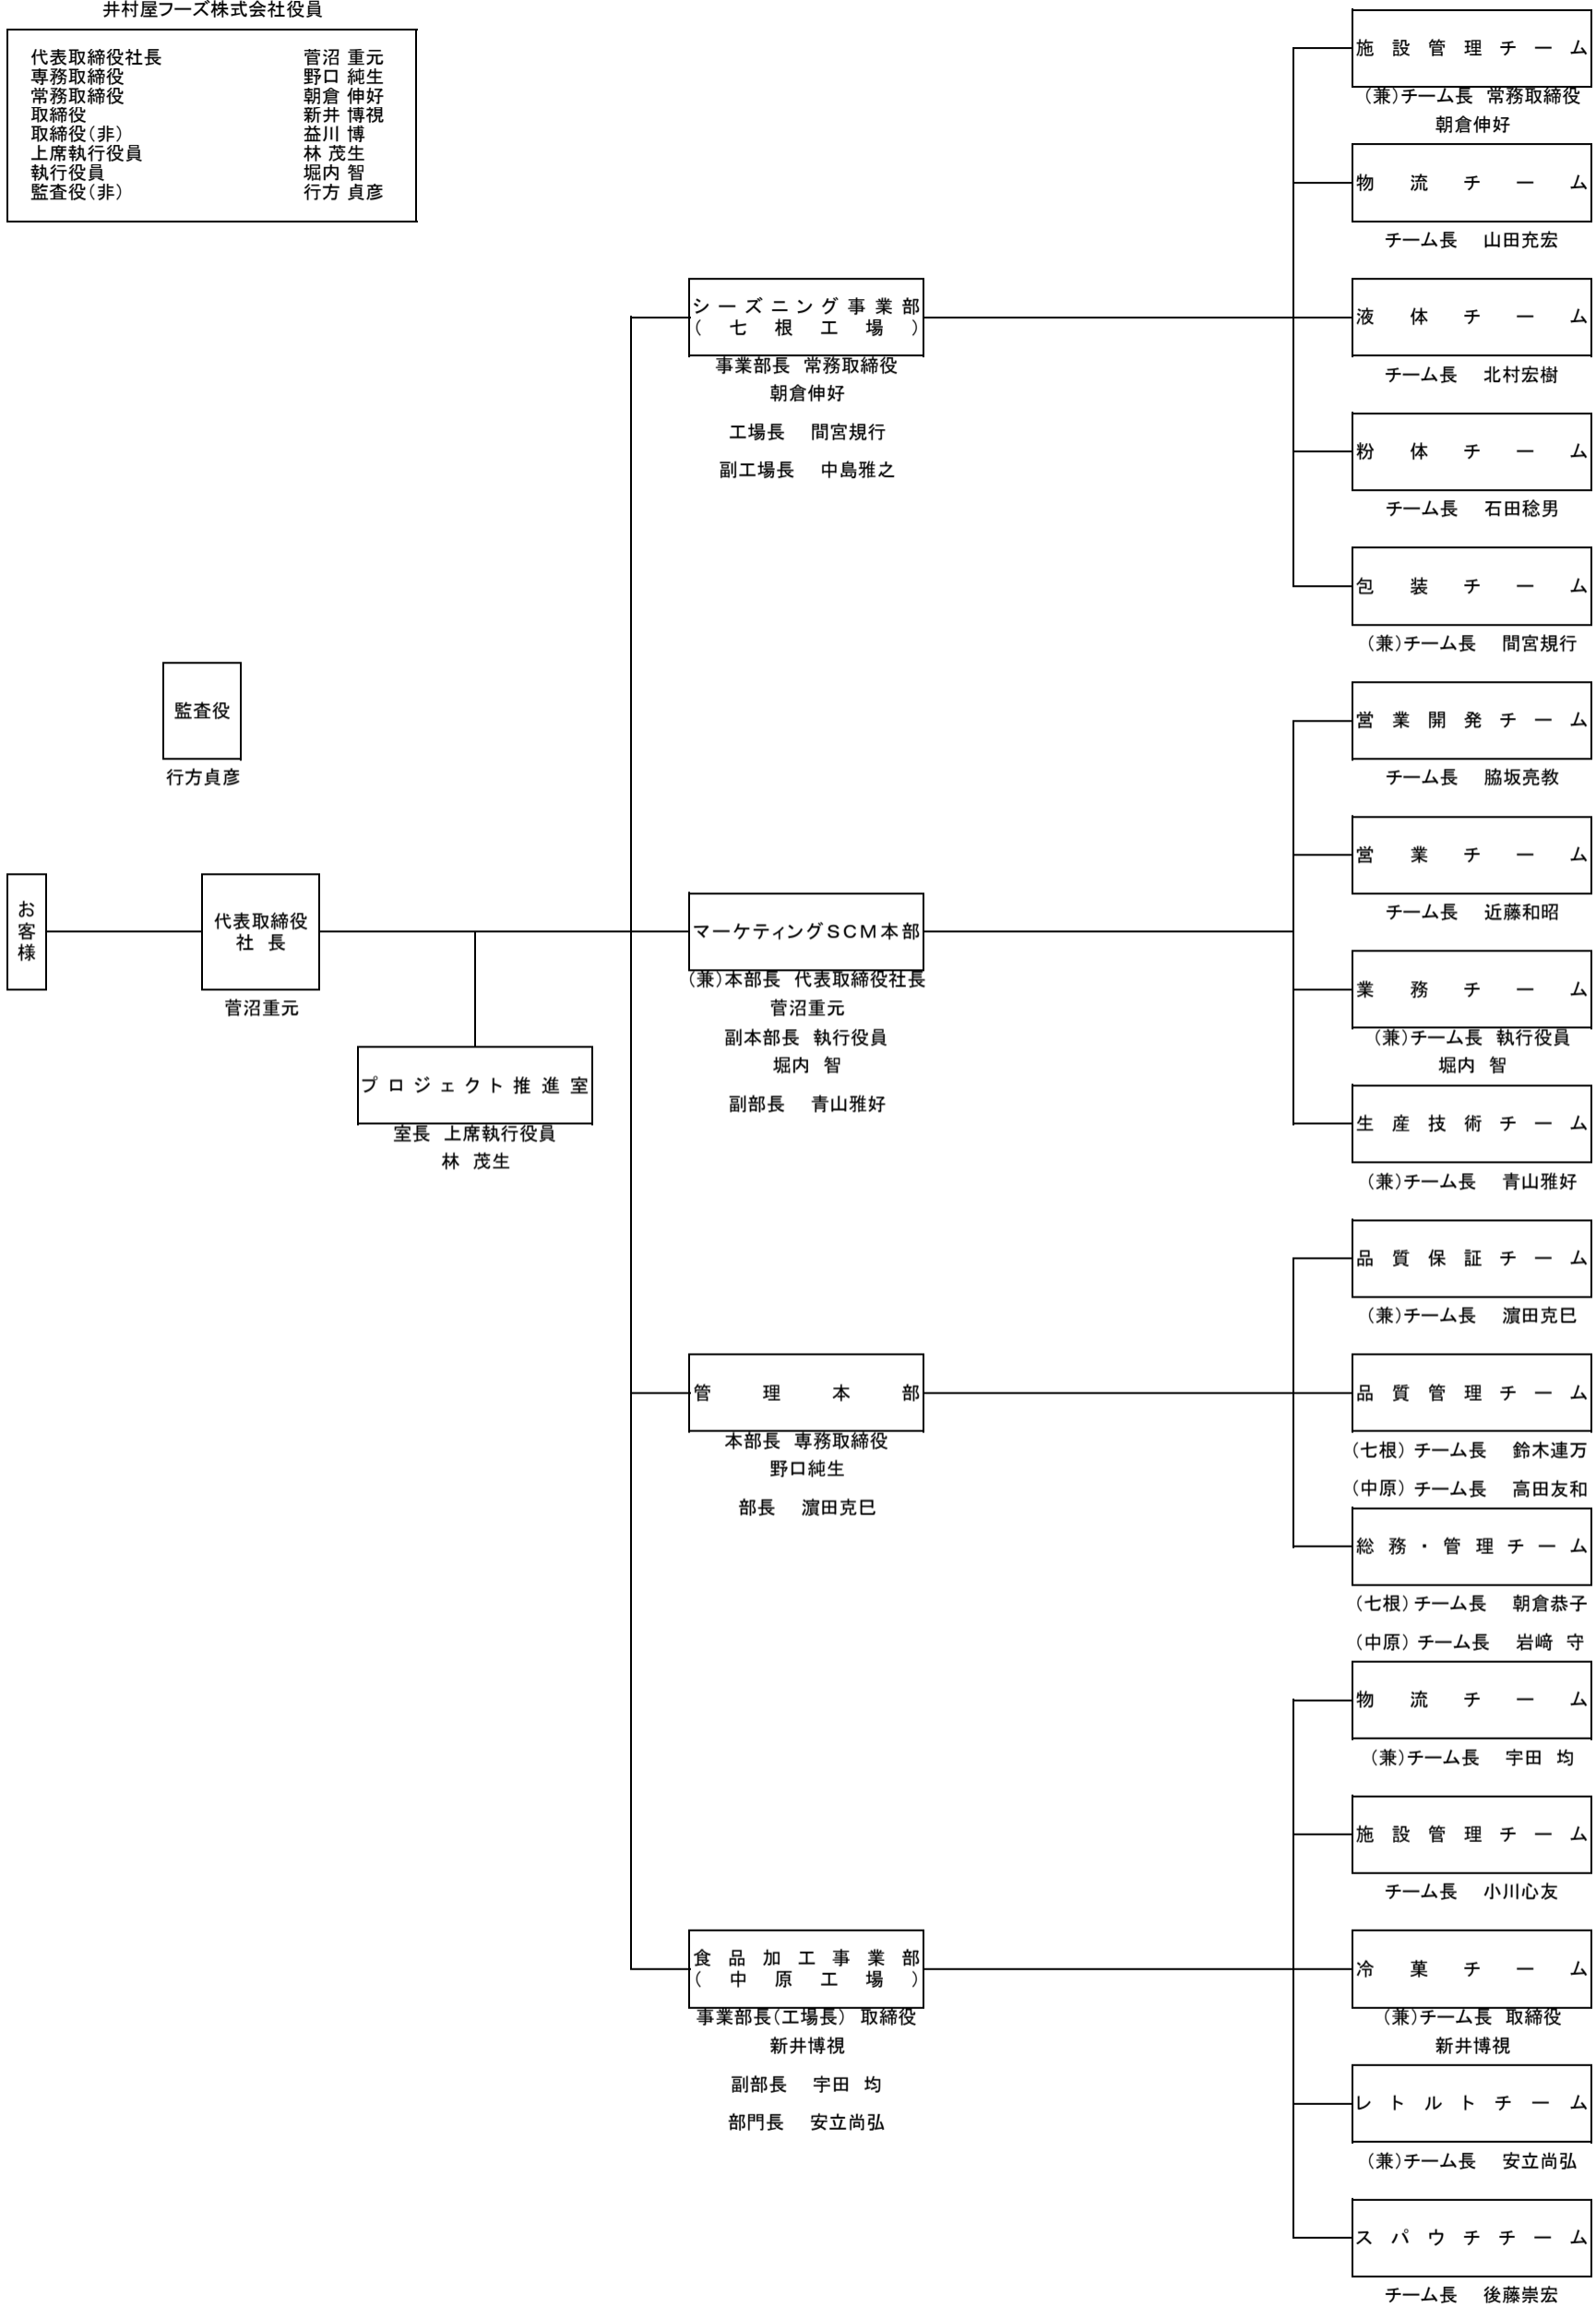 井村屋フーズ株式会社役員
代表取締役社長 菅沼 重元
専務取締役 野口 純生
常務取締役 朝倉 伸好
取締役 新井 博視
取締役(非) 益川 博
上席執行役員 林 茂生
執行役員 堀内 智
監査役(非) 行方 貞彦
監査役
行方貞彦
お客様
代表取締役
社 長
菅沼重元
プロジェクト推進室
室長 上席執行役員
林 茂生
シーズニング事業部
(七根工場)
事業部長 常務取締役
朝倉伸好
工場長 間宮規行
副工場長 中島雅之
施設管理チーム
(兼)チーム長 常務取締役
朝倉伸好
物流チーム
チーム長 山田充宏
液体チーム
チーム長 北村宏樹
粉体チーム
チーム長 石田稔男
包装チーム
(兼)チーム長 間宮規行
マーケティングSCM本部
(兼)本部長 代表取締役社長
菅沼重元
副本部長 執行役員
堀内 智
副部長 青山雅好
営業開発チーム
チーム長 脇坂亮教
営業チーム
チーム長 近藤和昭
業務チーム
(兼)チーム長 執行役員
堀内 智
生産技術チーム
(兼)チーム長 青山雅好
管理本部
本部長 専務取締役
野口純生
部長 濵田克巳
品質保証チーム
(兼)チーム長 濵田克巳
品質管理チーム
(七根) チーム長 鈴木連万
(中原) チーム長 高田友和
総務・管理チーム
(七根) チーム長 朝倉恭子
(中原) チーム長 岩﨑 守
食品加工事業部
(中原工場)
事業部長(工場長) 取締役
新井博視
副部長 宇田 均
部門長 安立尚弘
物流チーム
(兼)チーム長 宇田 均
施設管理チーム
チーム長 小川心友
冷菓チーム
(兼)チーム長 取締役
新井博視
レトルトチーム
(兼)チーム長 安立尚弘
スパウチチーム
チーム長 後藤崇宏